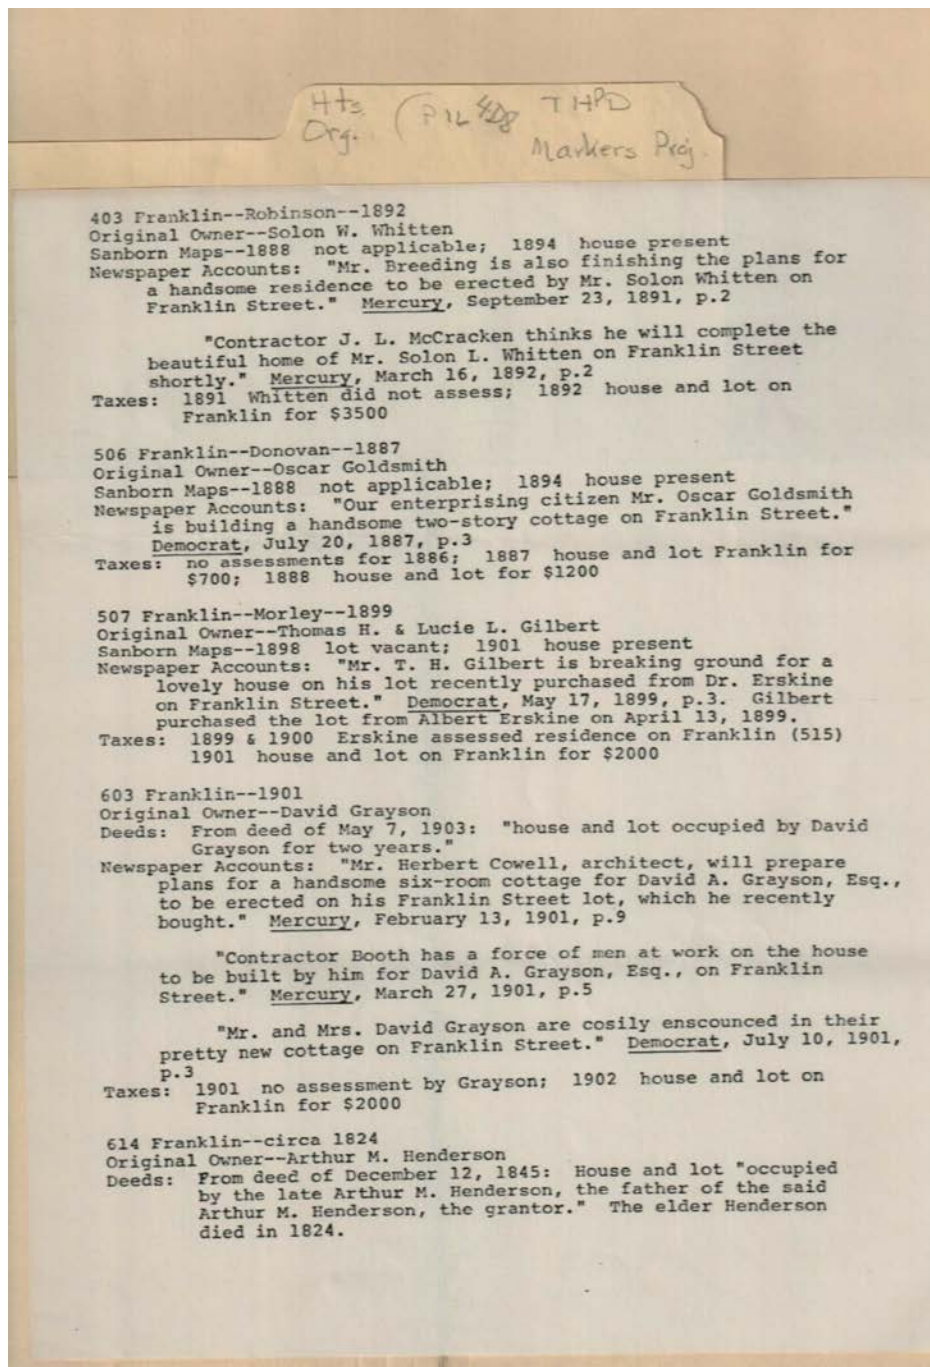 Hts. (PIL 4D8 THPD
Org. Markers Proj.
403 Franklin--Robinson--1892
Original Owner--Solon W. Whitten
Sanborn Maps--1888 not applicable; 1894 house present
Newspaper Accounts: "Mr. Breeding is also finishing the plans for
a handsome residence to be erected by Mr. Solon Whitten on
Franklin Street." Mercury, September 23, 1891, p.2
"Contractor J. L. McCracken thinks he will complete the
beautiful home of Mr. Solon L. Whitten on Franklin Street
shortly." Mercury, March 16, 1892, p.2
Taxes: 1891 Whitten did not assess; 1892 house and lot on
Franklin for $3500
506 Franklin--Donovan--1887
Original Owner--Oscar Goldsmith
Sanborn Maps--1888 not applicable; 1894 house present
Newspaper Accounts: "Our enterprising citizen Mr. Oscar Goldsmith
is building a handsome two-story cottage on Franklin Street."
Democrat, July 20, 1887, p.3
Taxes: no assessments for 1886; 1887 house and lot Franklin for
$700; 1888 house and lot for $1200
507 Franklin--Morley--1899
Original Owner--Thomas H. & Lucie L. Gilbert
Sanborn Maps--1898 lot vacant; 1901 house present
Newspaper Accounts: "Mr. T. H. Gilbert is breaking ground for a
lovely house on his lot recently purchased from Dr. Erskine
on Franklin Street." Democrat, May 17, 1899, p.3. Gilbert
purchased the lot from Albert Erskine on April 13, 1899.
Taxes: 1899 & 1900 Erskine assessed residence on Franklin (515)
1901 house and lot on Franklin for $2000
603 Franklin--1901
Original Owner--David Grayson
Deeds: From deed of May 7, 1903: "house and lot occupied by David
Grayson for two years."
Newspaper Accounts: "Mr. Herbert Cowell, architect, will prepare
plans for a handsome six-room cottage for David A. Grayson, Esq.,
to be erected on his Franklin Street lot, which he recently
bought." Mercury, February 13, 1901, p.9
"Contractor Booth has a force of men at work on the house
to be built by him for David A. Grayson, Esq., on Franklin
Street." Mercury, March 27, 1901, p.5
"Mr. and Mrs. David Grayson are cosily enscounced in their
pretty new cottage on Franklin Street." Democrat, July 10, 1901,
p.3
Taxes: 1901 no assessment by Grayson; 1902 house and lot on
Franklin for $2000
614 Franklin--circa 1824
Original Owner--Arthur M. Henderson
Deeds: From deed of December 12, 1845: House and lot "occupied
by the late Arthur M. Henderson, the father of the said
Arthur M. Henderson, the grantor." The elder Henderson
died in 1824.